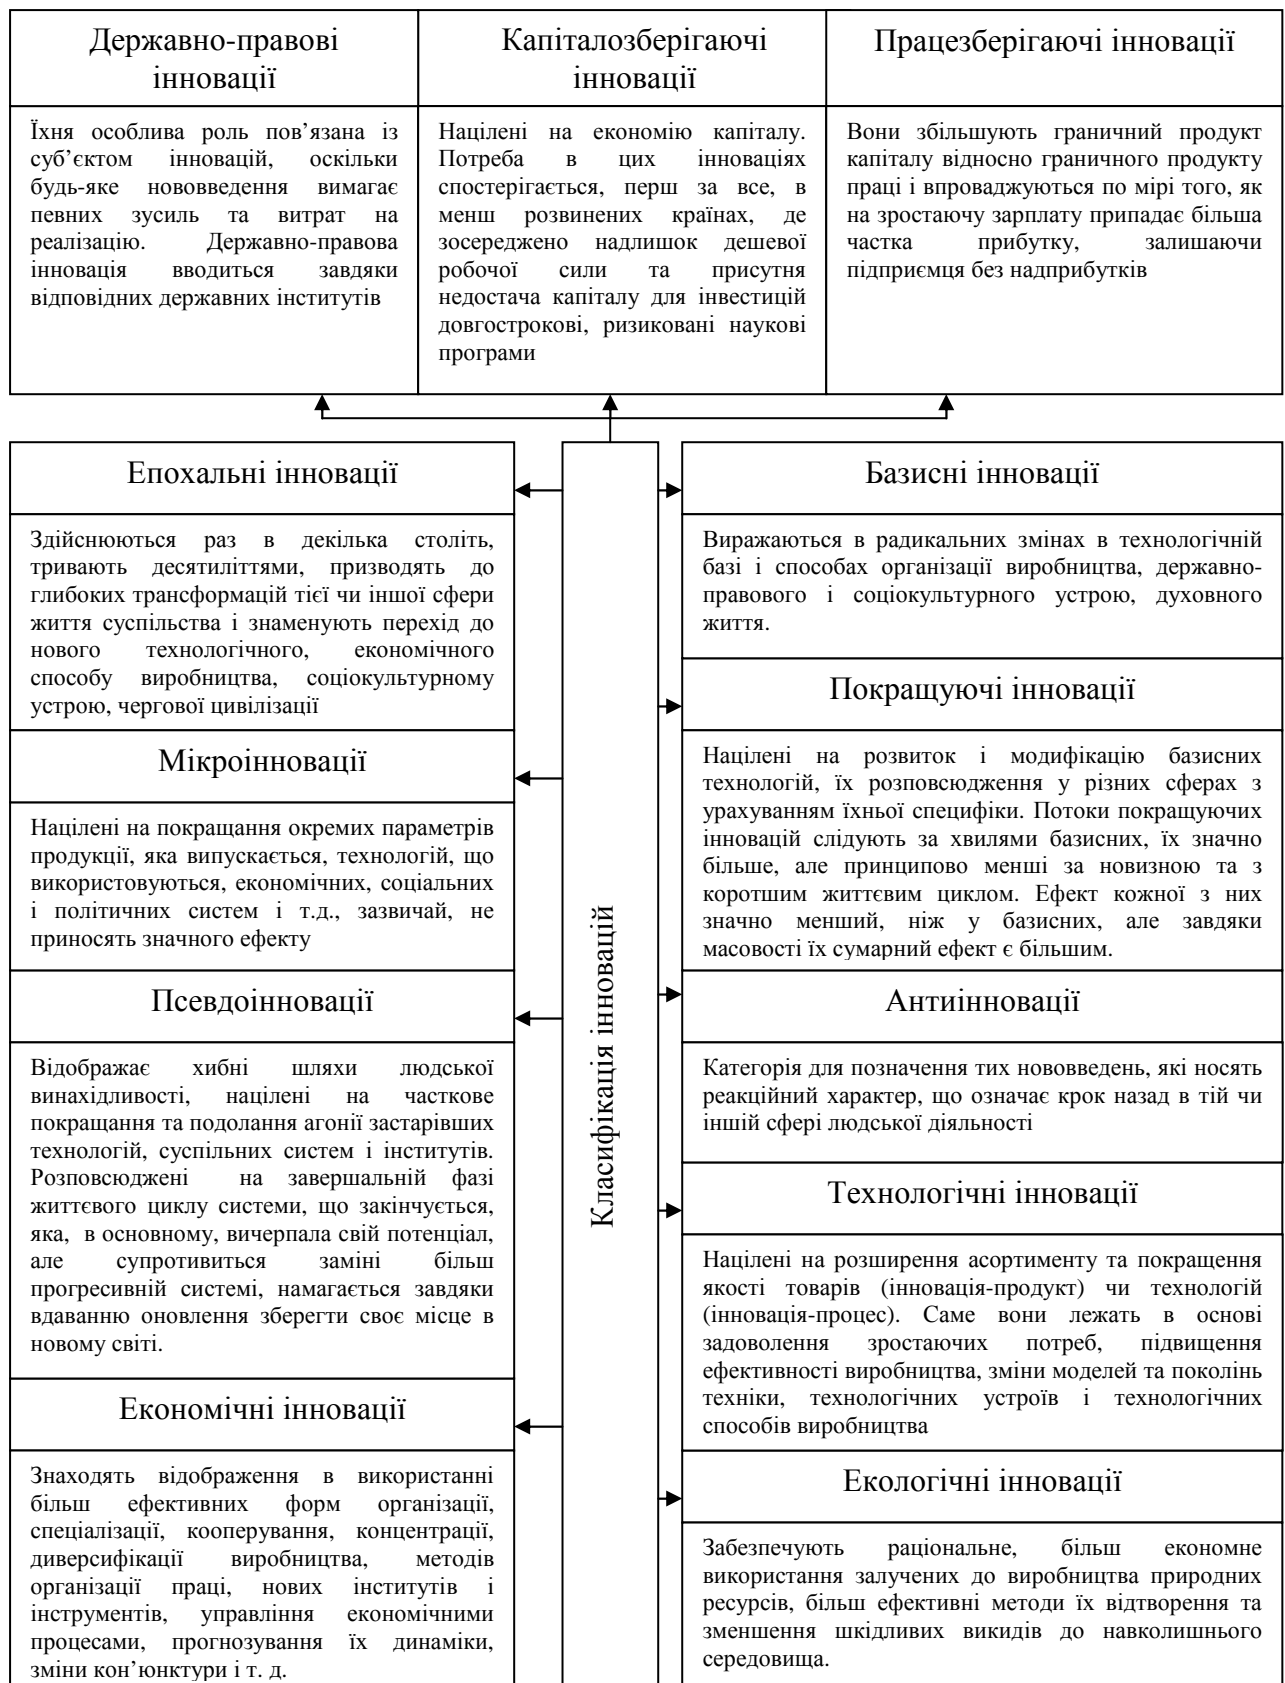 Державно-правові
інновації
Капіталозберігаючі
інновації
Працезберігаючі інновації
Їхня особлива роль пов’язана із
суб’єктом інновацій, оскільки
будь-яке нововведення вимагає
певних зусиль та витрат на
реалізацію. Державно-правова
інновація вводиться завдяки
відповідних державних інститутів
Націлені на економію капіталу.
Потреба в цих інноваціях
спостерігається, перш за все, в
менш розвинених країнах, де
зосереджено надлишок дешевої
робочої сили та присутня
недостача капіталу для інвестицій
довгострокові, ризиковані наукові
програми
Вони збільшують граничний продукт
капіталу відносно граничного продукту
праці і впроваджуються по мірі того, як
на зростаючу зарплату припадає більша
частка прибутку, залишаючи
підприємця без надприбутків
Епохальні інновації
Здійснюються раз в декілька століть,
тривають десятиліттями, призводять до
глибоких трансформацій тієї чи іншої сфери
життя суспільства і знаменують перехід до
нового технологічного, економічного
способу виробництва, соціокультурному
устрою, чергової цивілізації
Мікроінновації
Націлені на покращання окремих параметрів
продукції, яка випускається, технологій, що
використовуються, економічних, соціальних
і політичних систем і т.д., зазвичай, не
приносять значного ефекту
Псевдоінновації
Відображає хибні шляхи людської
винахідливості, націлені на часткове
покращання та подолання агонії застарівших
технологій, суспільних систем і інститутів.
Розповсюджені на завершальній фазі
життєвого циклу системи, що закінчується,
яка, в основному, вичерпала свій потенціал,
але супротивиться заміні більш
прогресивній системі, намагається завдяки
вдаванню оновлення зберегти своє місце в
новому світі.
Економічні інновації
Знаходять відображення в використанні
більш ефективних форм організації,
спеціалізації, кооперування, концентрації,
диверсифікації виробництва, методів
організації праці, нових інститутів і
інструментів, управління економічними
процесами, прогнозування їх динаміки,
зміни кон’юнктури і т. д.
Класифікація інновацій
Базисні інновації
Виражаються в радикальних змінах в технологічній
базі і способах організації виробництва, державно-
правового і соціокультурного устрою, духовного
життя.
Покращуючі інновації
Націлені на розвиток і модифікацію базисних
технологій, їх розповсюдження у різних сферах з
урахуванням їхньої специфіки. Потоки покращуючих
інновацій слідують за хвилями базисних, їх значно
більше, але принципово менші за новизною та з
коротшим життєвим циклом. Ефект кожної з них
значно менший, ніж у базисних, але завдяки
масовості їх сумарний ефект є більшим.
Антиінновації
Категорія для позначення тих нововведень, які носять
реакційний характер, що означає крок назад в тій чи
іншій сфері людської діяльності
Технологічні інновації
Націлені на розширення асортименту та покращення
якості товарів (інновація-продукт) чи технологій
(інновація-процес). Саме вони лежать в основі
задоволення зростаючих потреб, підвищення
ефективності виробництва, зміни моделей та поколінь
техніки, технологічних устроїв і технологічних
способів виробництва
Екологічні інновації
Забезпечують раціональне, більш економне
використання залучених до виробництва природних
ресурсів, більш ефективні методи їх відтворення та
зменшення шкідливих викидів до навколишнього
середовища.